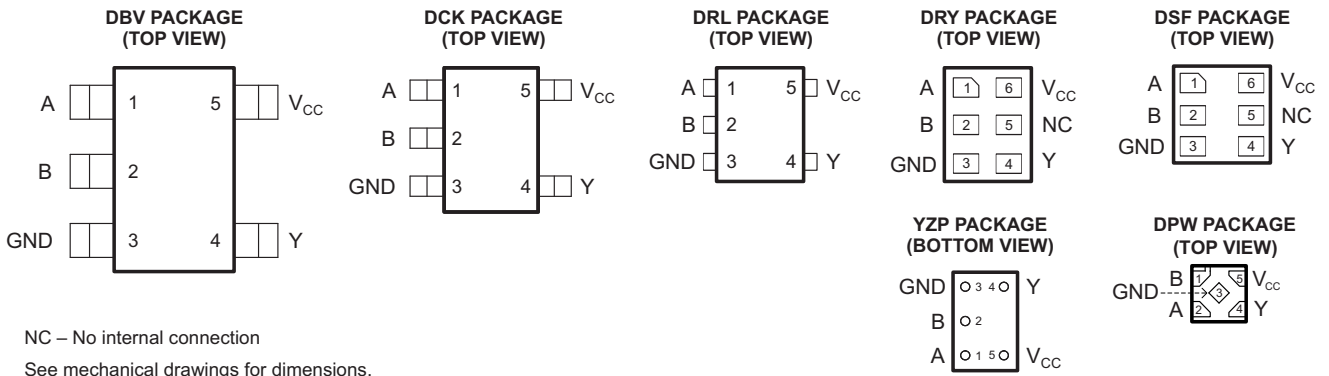 DBV PACKAGE
(TOP VIEW)
A 1 5 VCC
B 2
GND 3 4 Y
DCK PACKAGE
(TOP VIEW)
A 1 5 VCC
B 2
GND 3 4 Y
DRL PACKAGE
(TOP VIEW)
A 1 5 VCC
B 2
GND 3 4 Y
DRY PACKAGE
(TOP VIEW)
A 1 6 VCC
B 2 5 NC
GND 3 4 Y
DSF PACKAGE
(TOP VIEW)
A 1 6 VCC
B 2 5 NC
GND 3 4 Y
YZP PACKAGE
(BOTTOM VIEW)
GND 3 4 Y
B 2
A 1 5 VCC
DPW PACKAGE
(TOP VIEW)
B 1 5 VCC
GND 3
A 2 4 Y
NC – No internal connection
See mechanical drawings for dimensions.